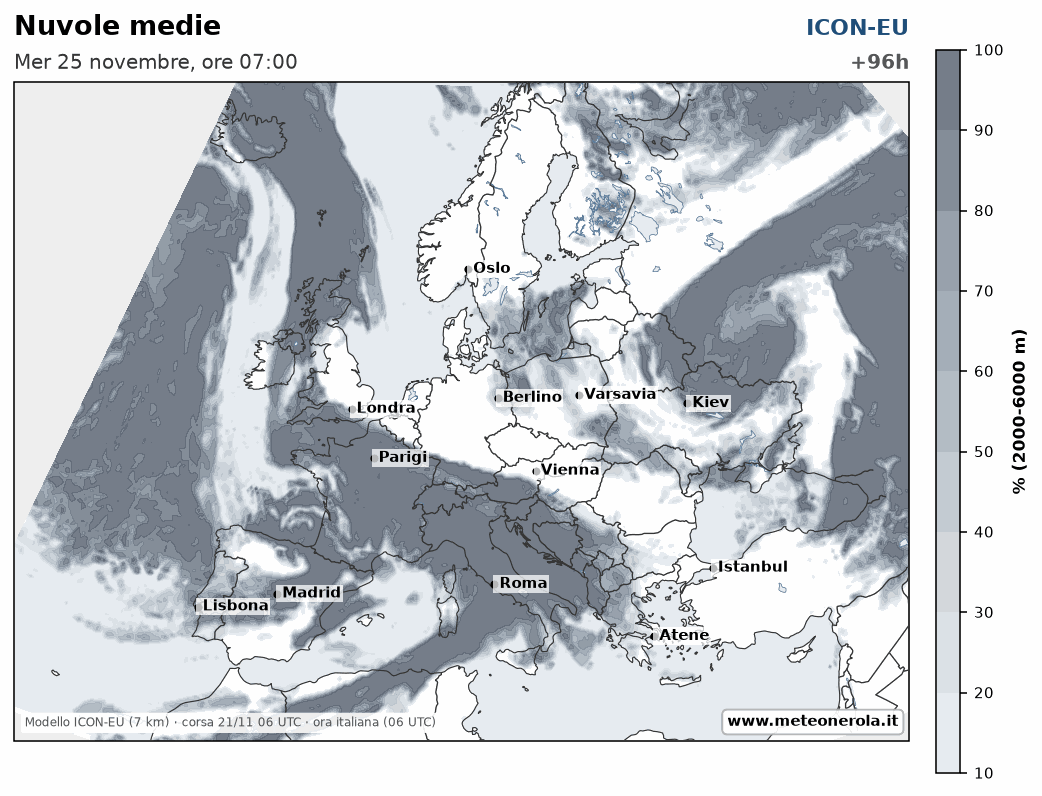 Nuvole medie
ICON-EU
Mer 25 novembre, ore 07:00
+96h
100
90
80
70
60
50
40
30
20
10
% (2000-6000 m)
Oslo
Londra
Berlino
Varsavia
Kiev
Parigi
Vienna
Istanbul
Roma
Madrid
Lisbona
Atene
Modello ICON-EU (7 km) · corsa 21/11 06 UTC · ora italiana (06 UTC)
www.meteonerola.it